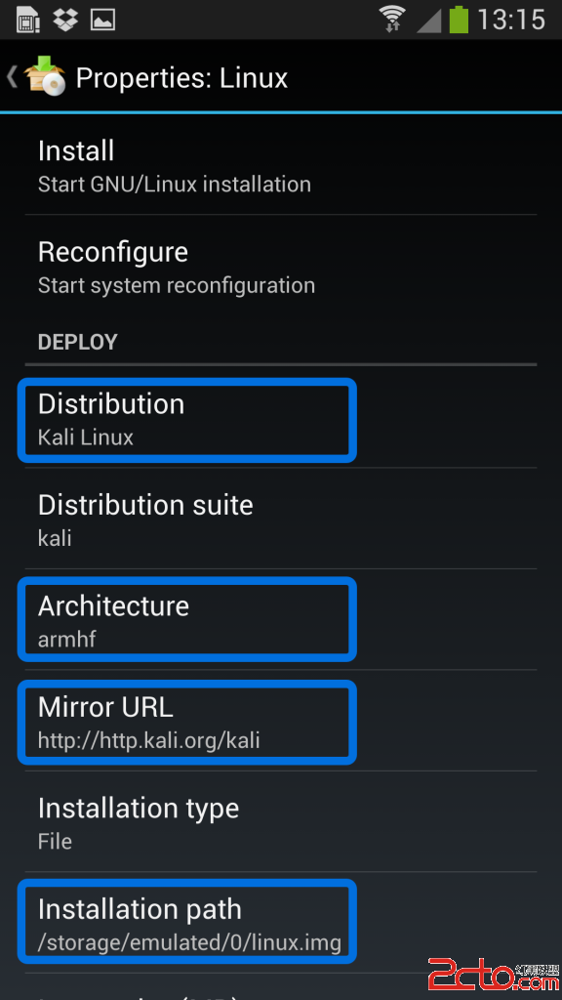 13:15
Properties: Linux
Install
Start GNU/Linux installation
Reconfigure
Start system reconfiguration
DEPLOY
Distribution
Kali Linux
Distribution suite
kali
Architecture
armhf
Mirror URL
http://http.kali.org/kali
Installation type
File
Installation path
/storage/emulated/0/linux.img
2cto.com